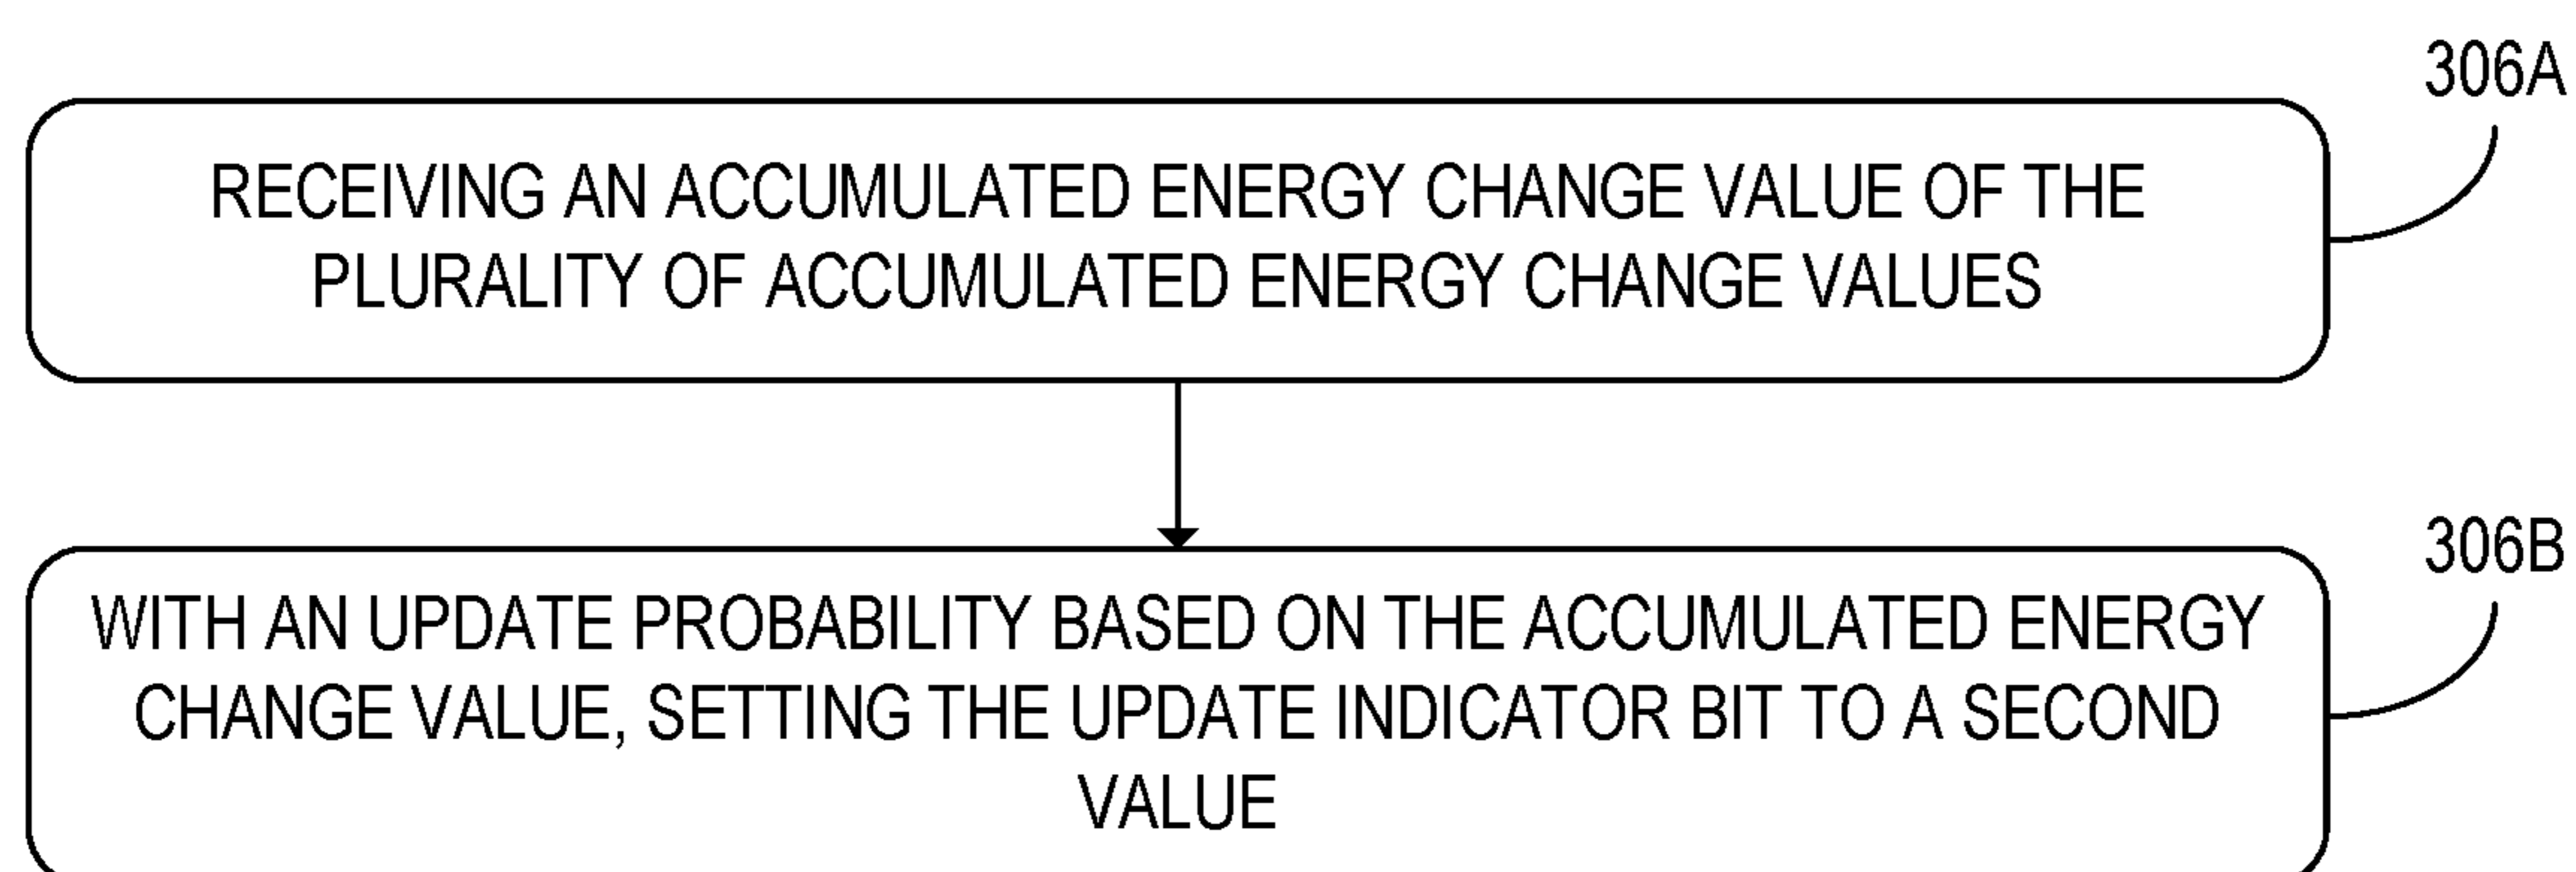 306A
RECEIVING AN ACCUMULATED ENERGY CHANGE VALUE OF THE
PLURALITY OF ACCUMULATED ENERGY CHANGE VALUES
306B
WITH AN UPDATE PROBABILITY BASED ON THE ACCUMULATED ENERGY
CHANGE VALUE, SETTING THE UPDATE INDICATOR BIT TO A SECOND
VALUE